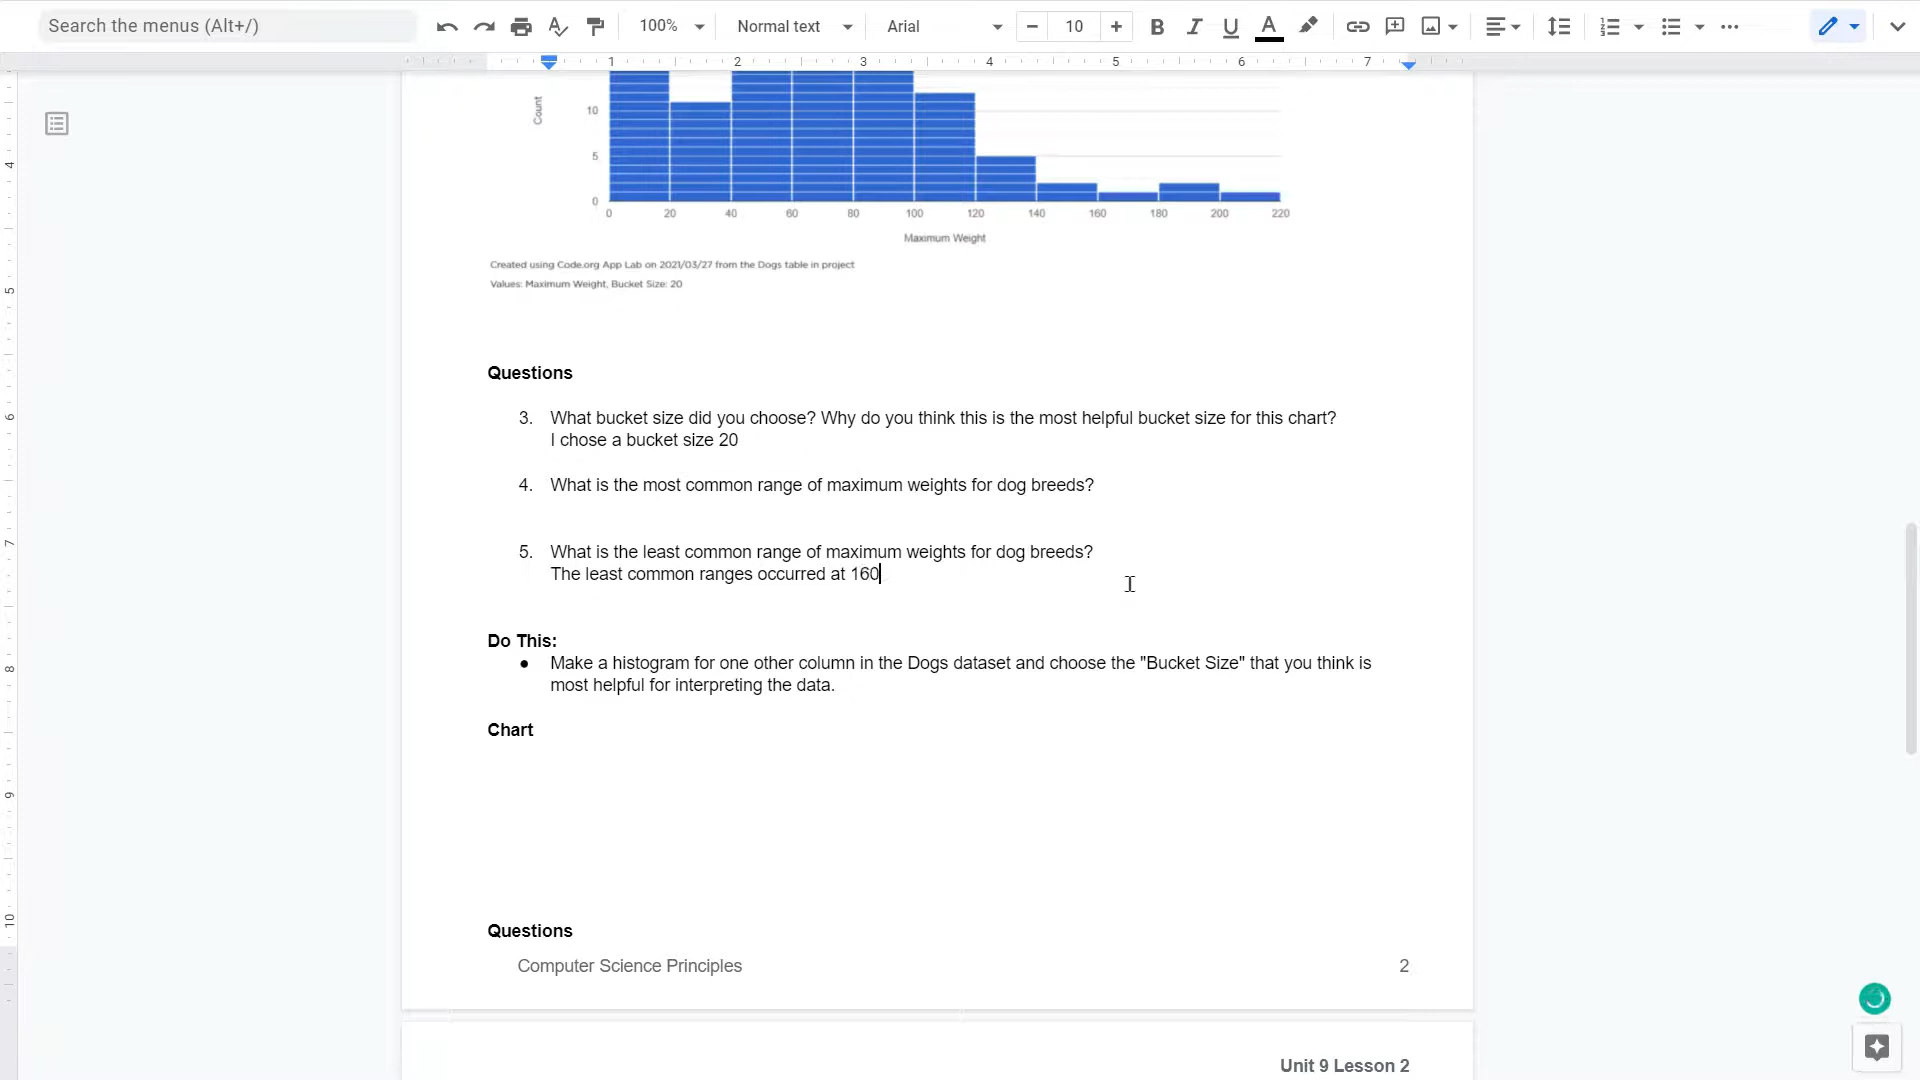 Search the menus (Alt+/)
100%
Normal text
Arial
10
B
I
U
A
1 2 3 4 5 6 7
4
5
6
7
8
9
10
Count
10
5
0
0 20 40 60 80 100 120 140 160 180 200 220
Maximum Weight
Created using Code.org App Lab on 2021/03/27 from the Dogs table in project
Values: Maximum Weight, Bucket Size: 20
Questions
3. What bucket size did you choose? Why do you think this is the most helpful bucket size for this chart?
I chose a bucket size 20
4. What is the most common range of maximum weights for dog breeds?
5. What is the least common range of maximum weights for dog breeds?
The least common ranges occurred at 160
Do This:
● Make a histogram for one other column in the Dogs dataset and choose the "Bucket Size" that you think is
most helpful for interpreting the data.
Chart
Questions
Computer Science Principles 2
Unit 9 Lesson 2